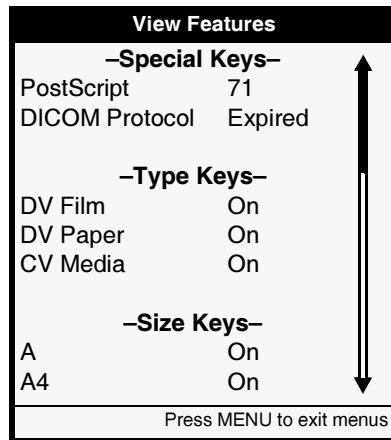 View Features
–Special Keys–
PostScript 71
DICOM Protocol Expired
–Type Keys–
DV Film On
DV Paper On
CV Media On
–Size Keys–
A On
A4 On
Press MENU to exit menus